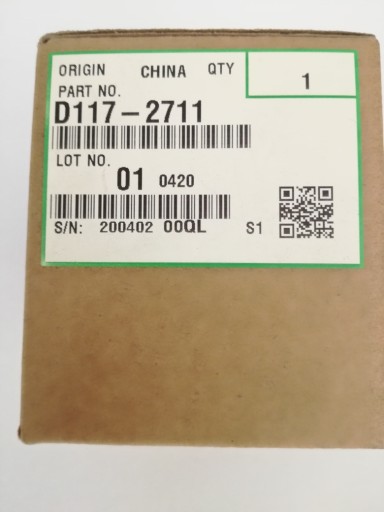 ORIGIN CHINA QTY 1
PART NO.
D117-2711
LOT NO.
01 0420
S/N: 200402 00QL S1